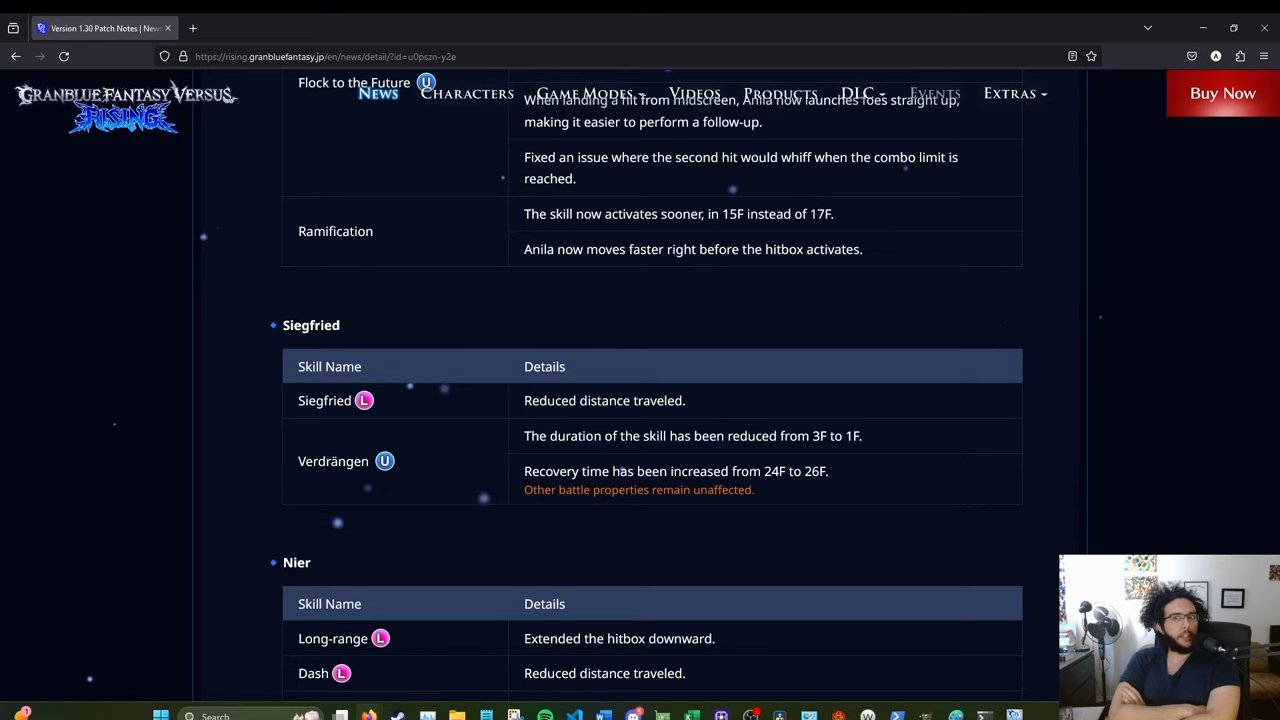 Version 1.30 Patch Notes | New
https://rising.granbluefantasy.jp/en/news/detail/?id=u0pszn-y2e
GRANBLUE FANTASY VERSUS
RISING
NEWS
CHARACTERS
GAME MODES
VIDEOS
PRODUCTS
DLC
EVENTS
EXTRAS
Buy Now
Flock to the Future U
When landing a hit from midscreen, Anila now launches foes straight up,
making it easier to perform a follow-up.
Fixed an issue where the second hit would whiff when the combo limit is
reached.
Ramification
The skill now activates sooner, in 15F instead of 17F.
Anila now moves faster right before the hitbox activates.
Siegfried
Skill Name
Details
Siegfried L
Reduced distance traveled.
Verdrängen U
The duration of the skill has been reduced from 3F to 1F.
Recovery time has been increased from 24F to 26F.
Other battle properties remain unaffected.
Nier
Skill Name
Details
Long-range L
Extended the hitbox downward.
Dash L
Reduced distance traveled.
Search